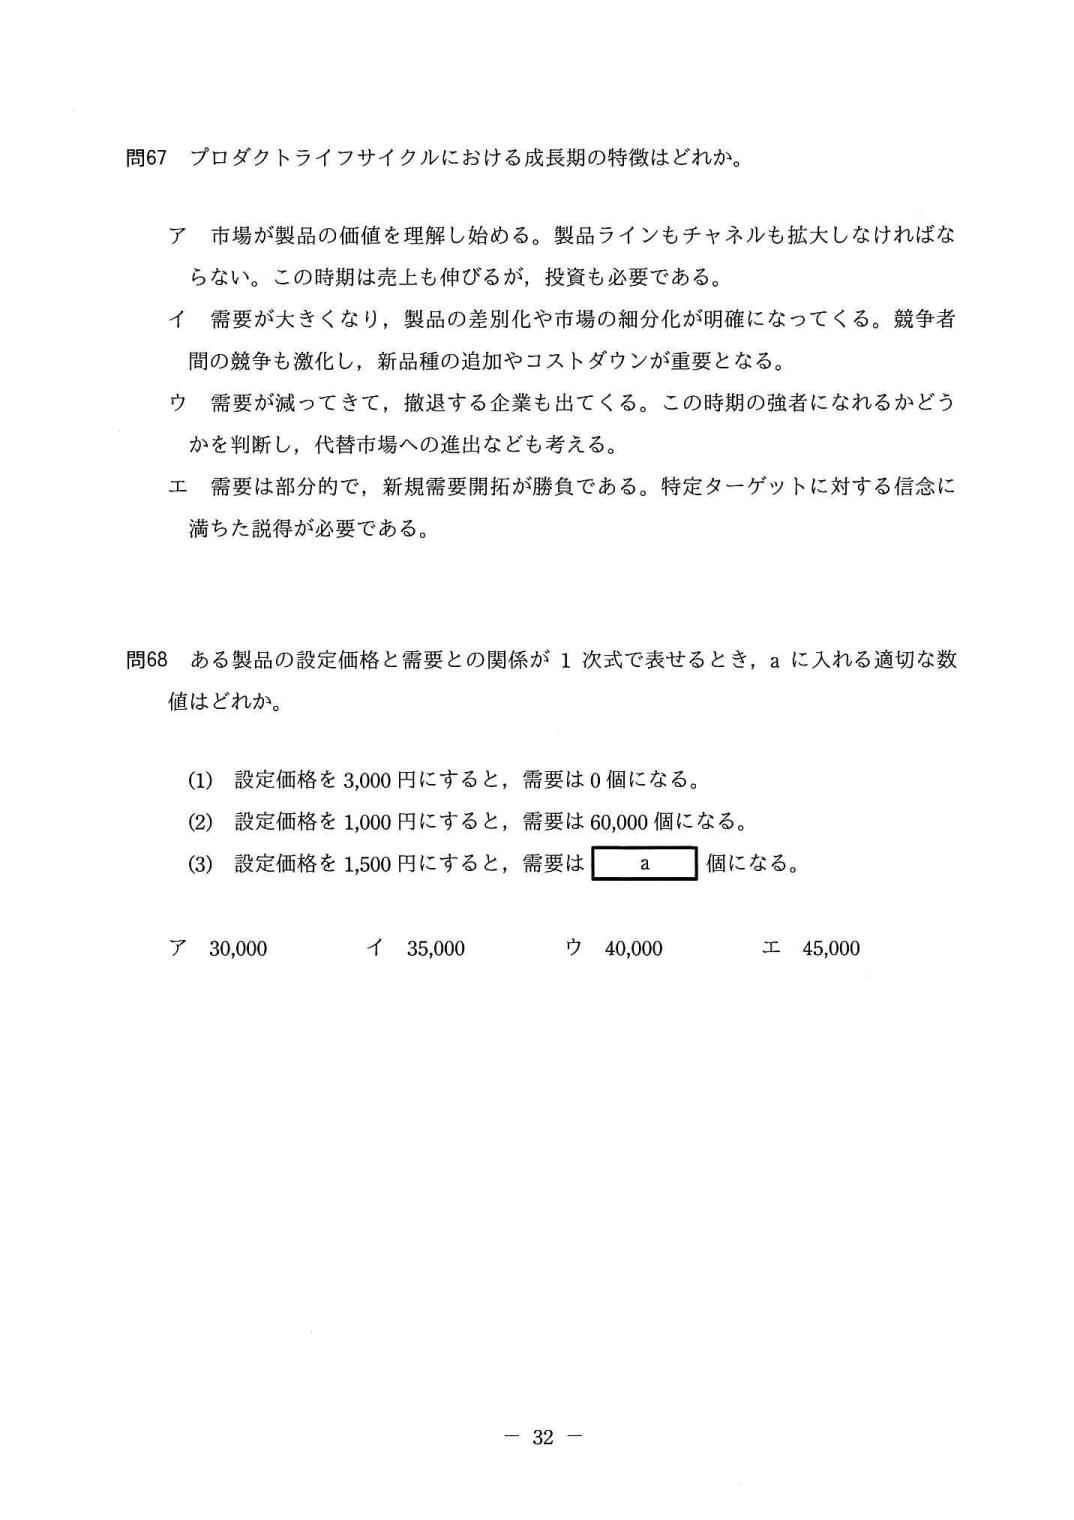 問67 プロダクトライフサイクルにおける成長期の特徴はどれか。
ア 市場が製品の価値を理解し始める。製品ラインもチャネルも拡大しなければな
らない。この時期は売上も伸びるが，投資も必要である。
イ 需要が大きくなり，製品の差別化や市場の細分化が明確になってくる。競争者
間の競争も激化し，新品種の追加やコストダウンが重要となる。
ウ 需要が減ってきて，撤退する企業も出てくる。この時期の強者になれるかどう
かを判断し，代替市場への進出なども考える。
エ 需要は部分的で，新規需要開拓が勝負である。特定ターゲットに対する信念に
満ちた説得が必要である。
問68 ある製品の設定価格と需要との関係が 1 次式で表せるとき，a に入れる適切な数
値はどれか。
(1) 設定価格を 3,000 円にすると，需要は 0 個になる。
(2) 設定価格を 1,000 円にすると，需要は 60,000 個になる。
(3) 設定価格を 1,500 円にすると，需要は a 個になる。
ア 30,000 イ 35,000 ウ 40,000 エ 45,000
－ 32 －